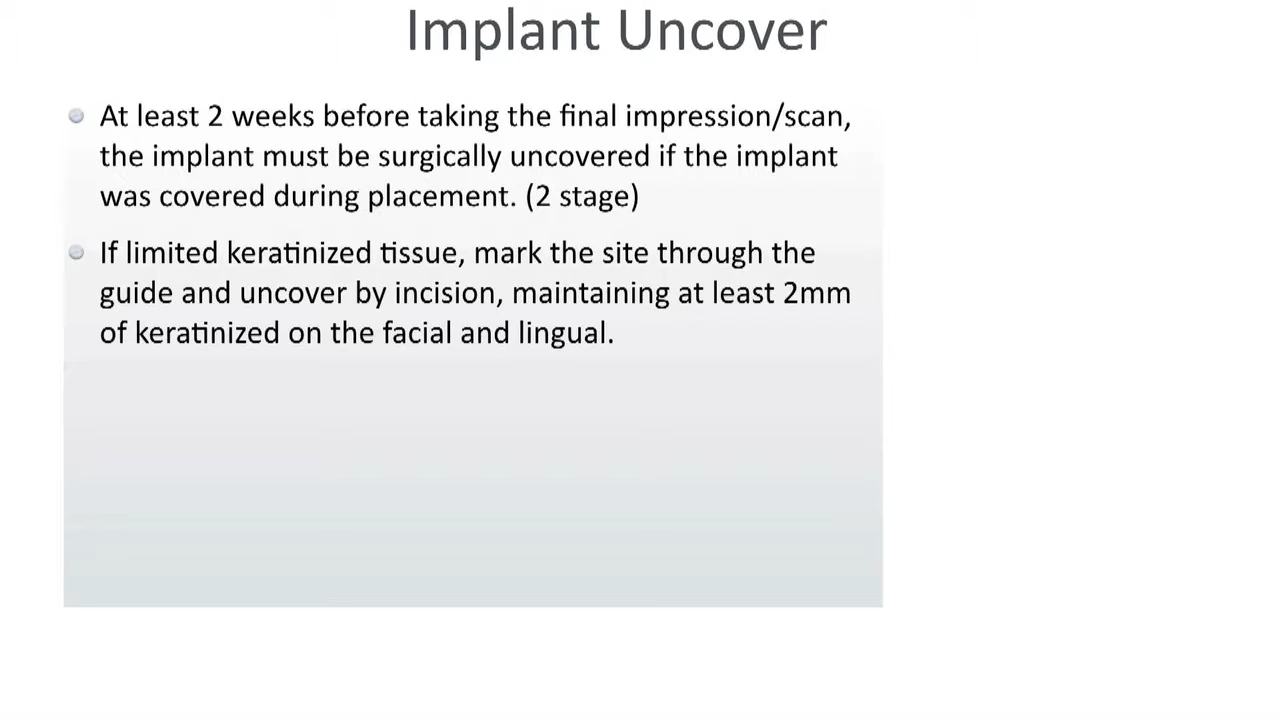 Implant Uncover
At least 2 weeks before taking the final impression/scan,
the implant must be surgically uncovered if the implant
was covered during placement. (2 stage)
If limited keratinized tissue, mark the site through the
guide and uncover by incision, maintaining at least 2mm
of keratinized on the facial and lingual.